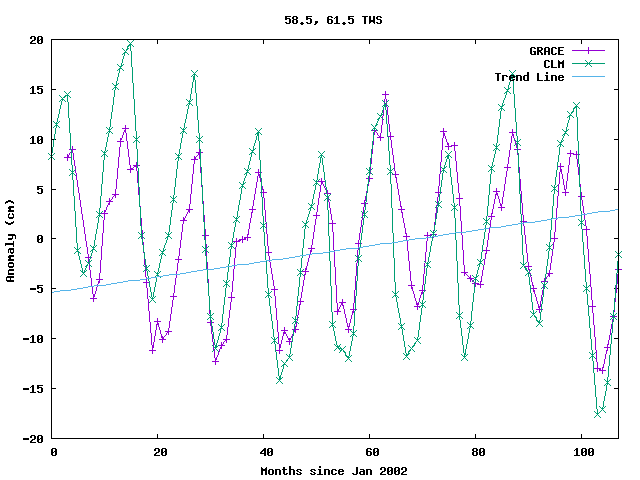 58.5, 61.5 TWS
GRACE
CLM
Trend Line
20
15
10
5
0
-5
-10
-15
-20
Anomaly (cm)
0 20 40 60 80 100
Months since Jan 2002